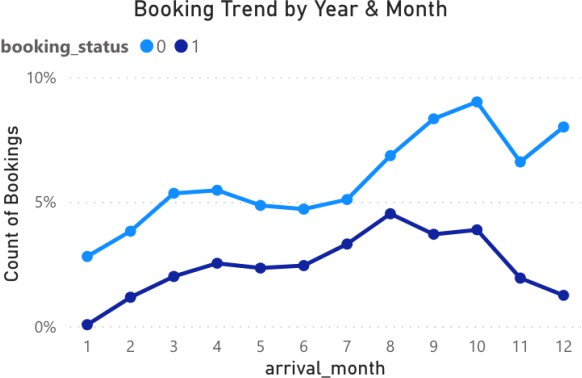 Booking Trend by Year & Month
booking_status 0 1
10%
5%
0%
Count of Bookings
1 2 3 4 5 6 7 8 9 10 11 12
arrival_month